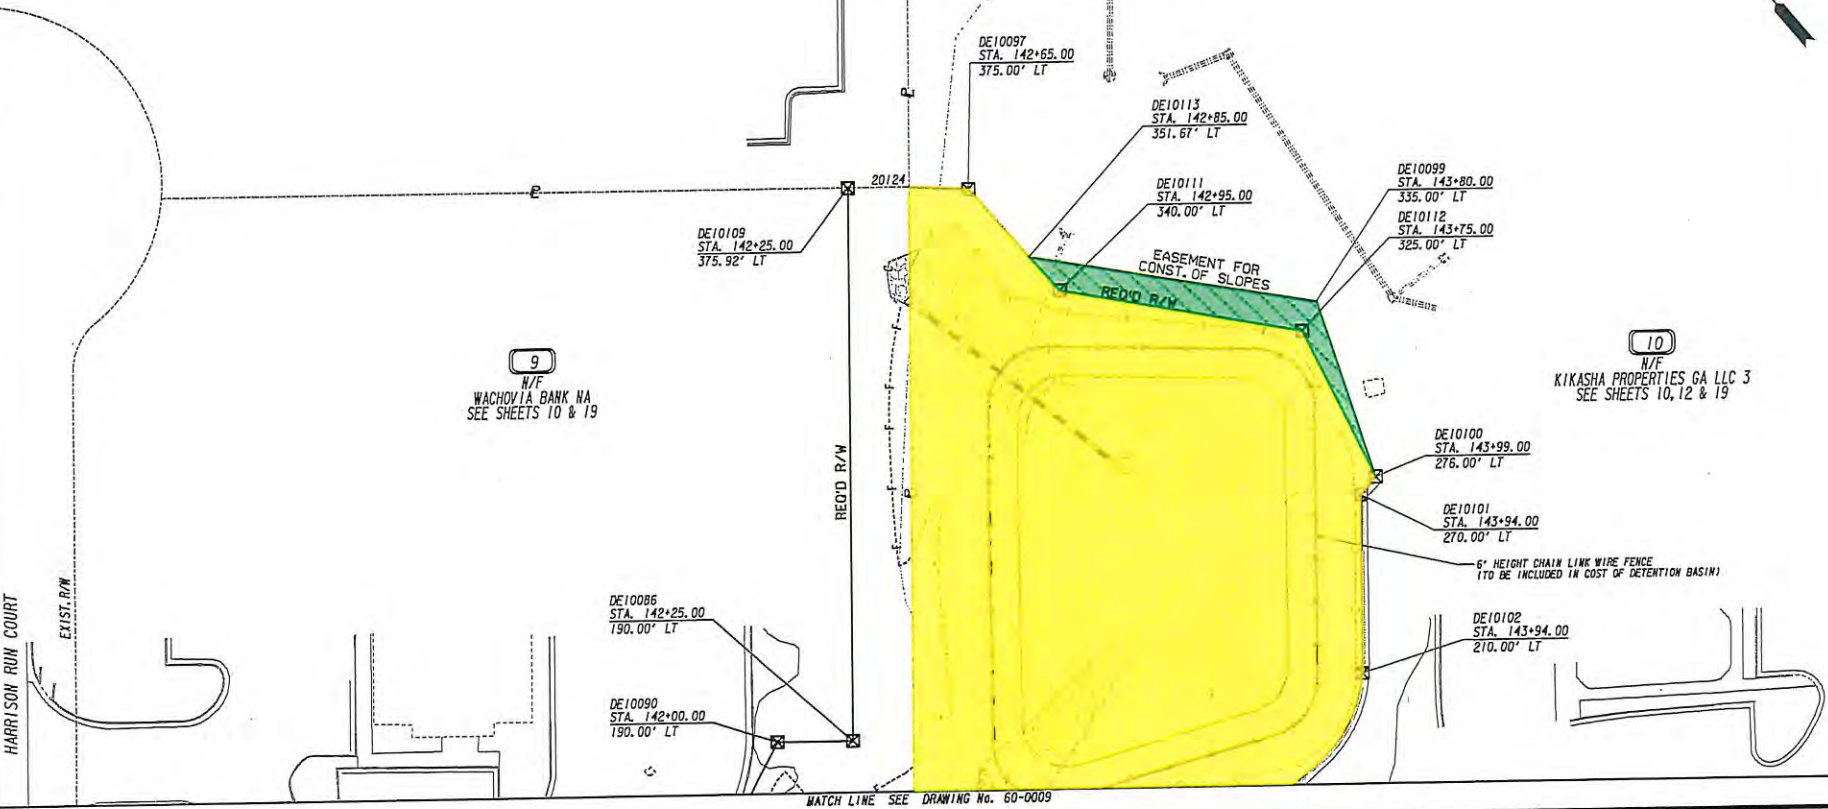 DE10097
STA. 142+65.00
375.00' LT
DE10113
STA. 142+85.00
351.67' LT
DE10099
STA. 143+80.00
335.00' LT
DE10111
STA. 142+95.00
340.00' LT
DE10112
STA. 143+75.00
325.00' LT
20124
DE10109
STA. 142+25.00
375.92' LT
EASEMENT FOR
CONST. OF SLOPES
REQ'D R/W
9
N/F
WACHOVIA BANK NA
SEE SHEETS 10 & 19
10
N/F
KIKASHA PROPERTIES GA LLC 3
SEE SHEETS 10, 12 & 19
REQ'D R/W
DE10100
STA. 143+99.00
276.00' LT
DE10101
STA. 143+94.00
270.00' LT
6' HEIGHT CHAIN LINK WIRE FENCE
(TO BE INCLUDED IN COST OF DETENTION BASIN)
DE10086
STA. 142+25.00
190.00' LT
DE10102
STA. 143+94.00
210.00' LT
DE10090
STA. 142+00.00
190.00' LT
EXIST. R/W
HARRISON RUN COURT
MATCH LINE SEE DRAWING No. 60-0009